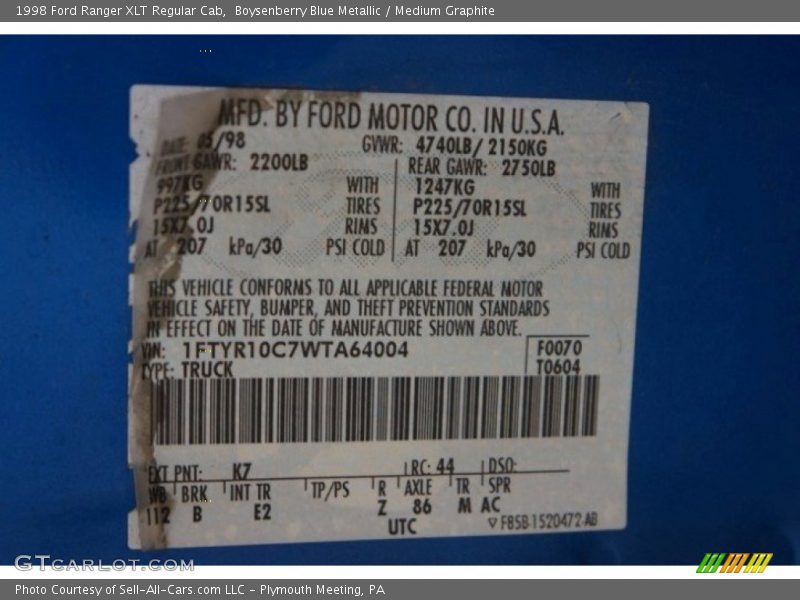 1998 Ford Ranger XLT Regular Cab, Boysenberry Blue Metallic / Medium Graphite
MFD. BY FORD MOTOR CO. IN U.S.A.
DATE: 05/98 GVWR: 4740LB/ 2150KG
FRONT GAWR: 2200LB REAR GAWR: 2750LB
997KG WITH 1247KG WITH
P225/70R15SL TIRES P225/70R15SL TIRES
15X7.0J RIMS 15X7.0J RIMS
AT 207 kPa/30 PSI COLD AT 207 kPa/30 PSI COLD
THIS VEHICLE CONFORMS TO ALL APPLICABLE FEDERAL MOTOR
VEHICLE SAFETY, BUMPER, AND THEFT PREVENTION STANDARDS
IN EFFECT ON THE DATE OF MANUFACTURE SHOWN ABOVE.
VIN: 1FTYR10C7WTA64004 F0070
TYPE: TRUCK T0604
EXT PNT: K7 RC: 44 DSO:
WB BRK INT TR TP/PS R AXLE TR SPR
112 B E2 Z 86 M AC
UTC F85B-1520472-AB
GTcarlot.com
Photo Courtesy of Sell-All-Cars.com LLC - Plymouth Meeting, PA